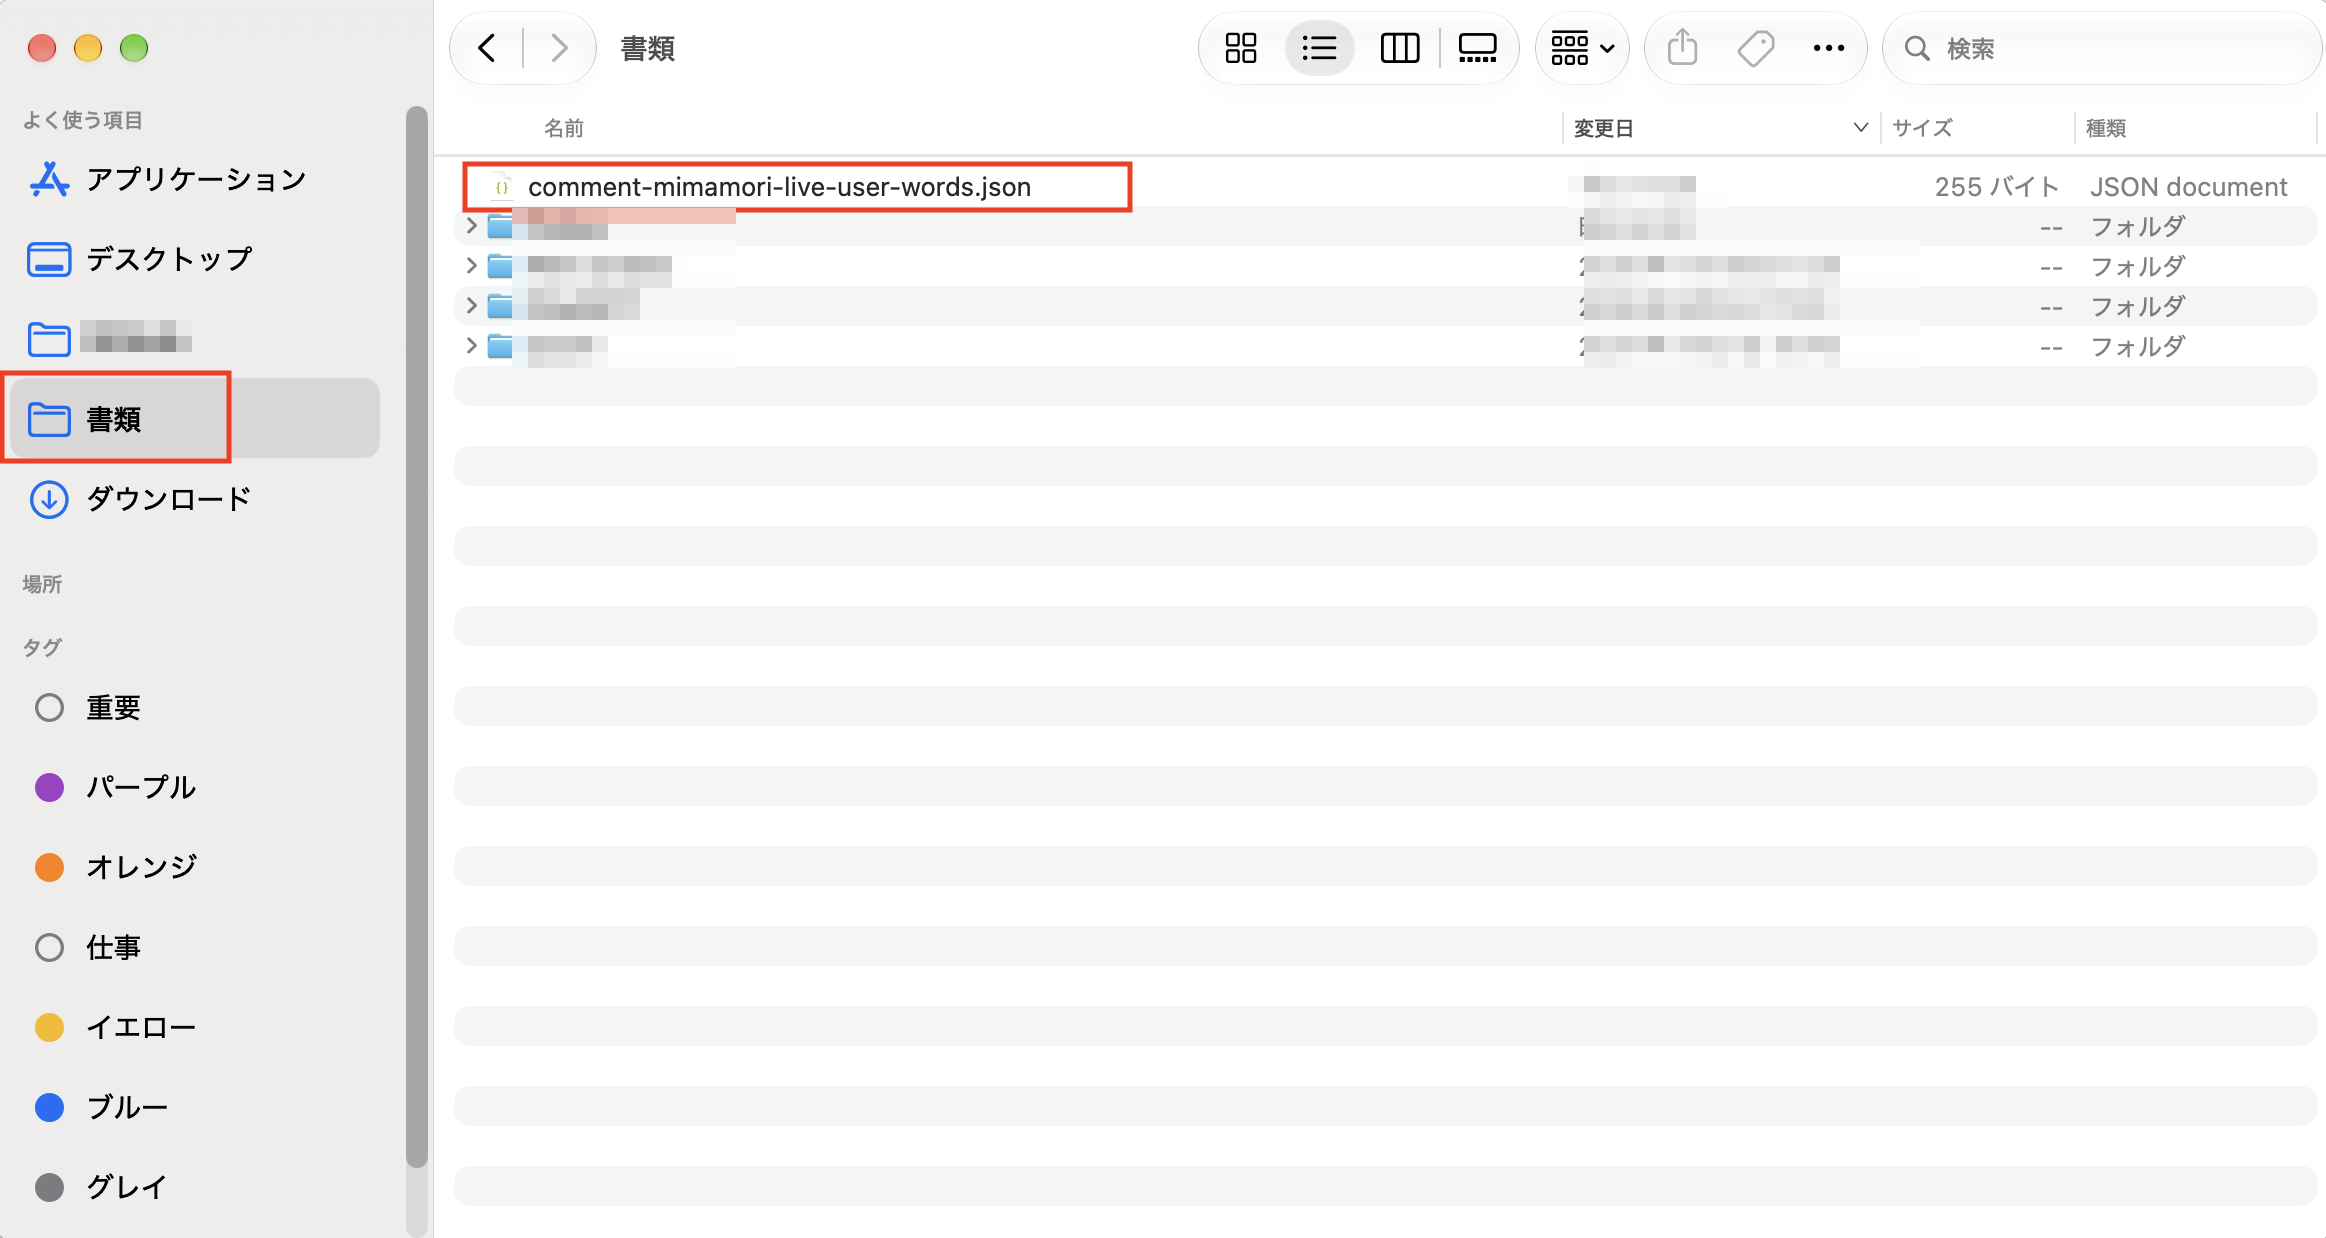 よく使う項目
アプリケーション
デスクトップ
書類
ダウンロード
場所
タグ
重要
パープル
オレンジ
仕事
イエロー
ブルー
グレイ
書類
検索
名前 変更日 サイズ 種類
comment-mimamori-live-user-words.json 255 バイト JSON document
-- フォルダ
-- フォルダ
-- フォルダ
-- フォルダ